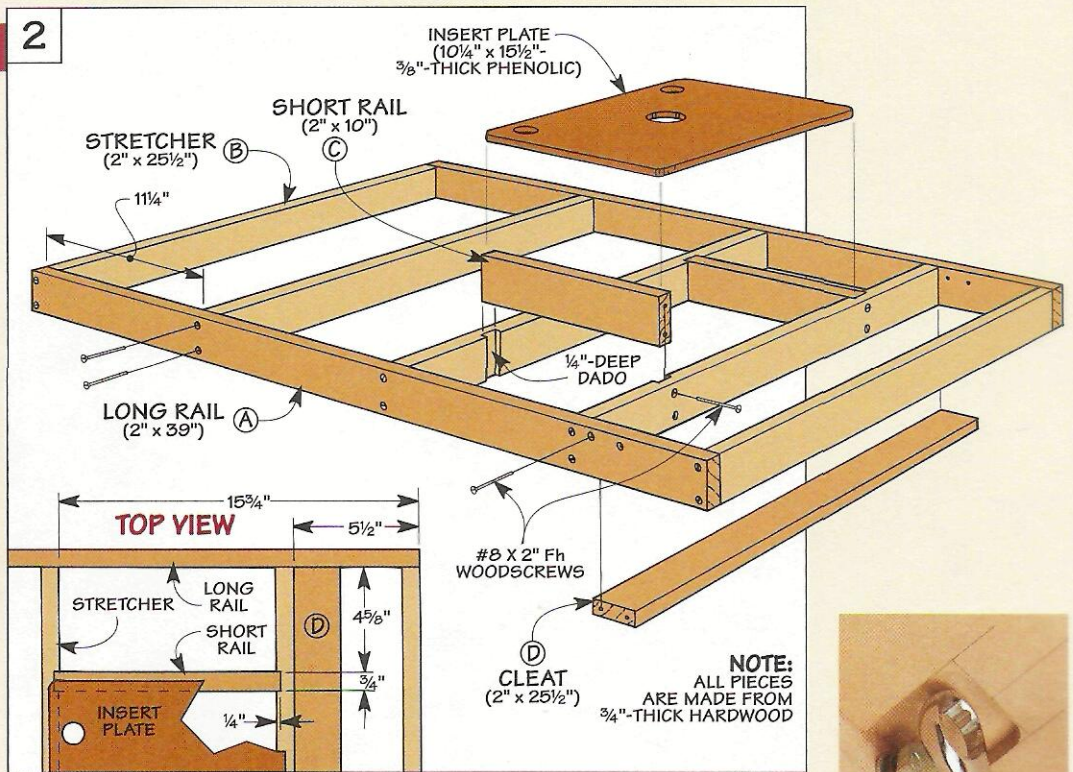 2
INSERT PLATE
(10¼" x 15½"-
⅜"-THICK PHENOLIC)
SHORT RAIL
(2" x 10")
C
STRETCHER
(2" x 25½")
B
11¼"
¼"-DEEP
DADO
LONG RAIL
(2" x 39")
A
#8 X 2" Fh
WOODSCREWS
D
CLEAT
(2" x 25½")
NOTE:
ALL PIECES
ARE MADE FROM
¾"-THICK HARDWOOD
15¾"
TOP VIEW
5½"
STRETCHER
LONG
RAIL
SHORT
RAIL
D
4⅝"
¾"
¼"
INSERT
PLATE